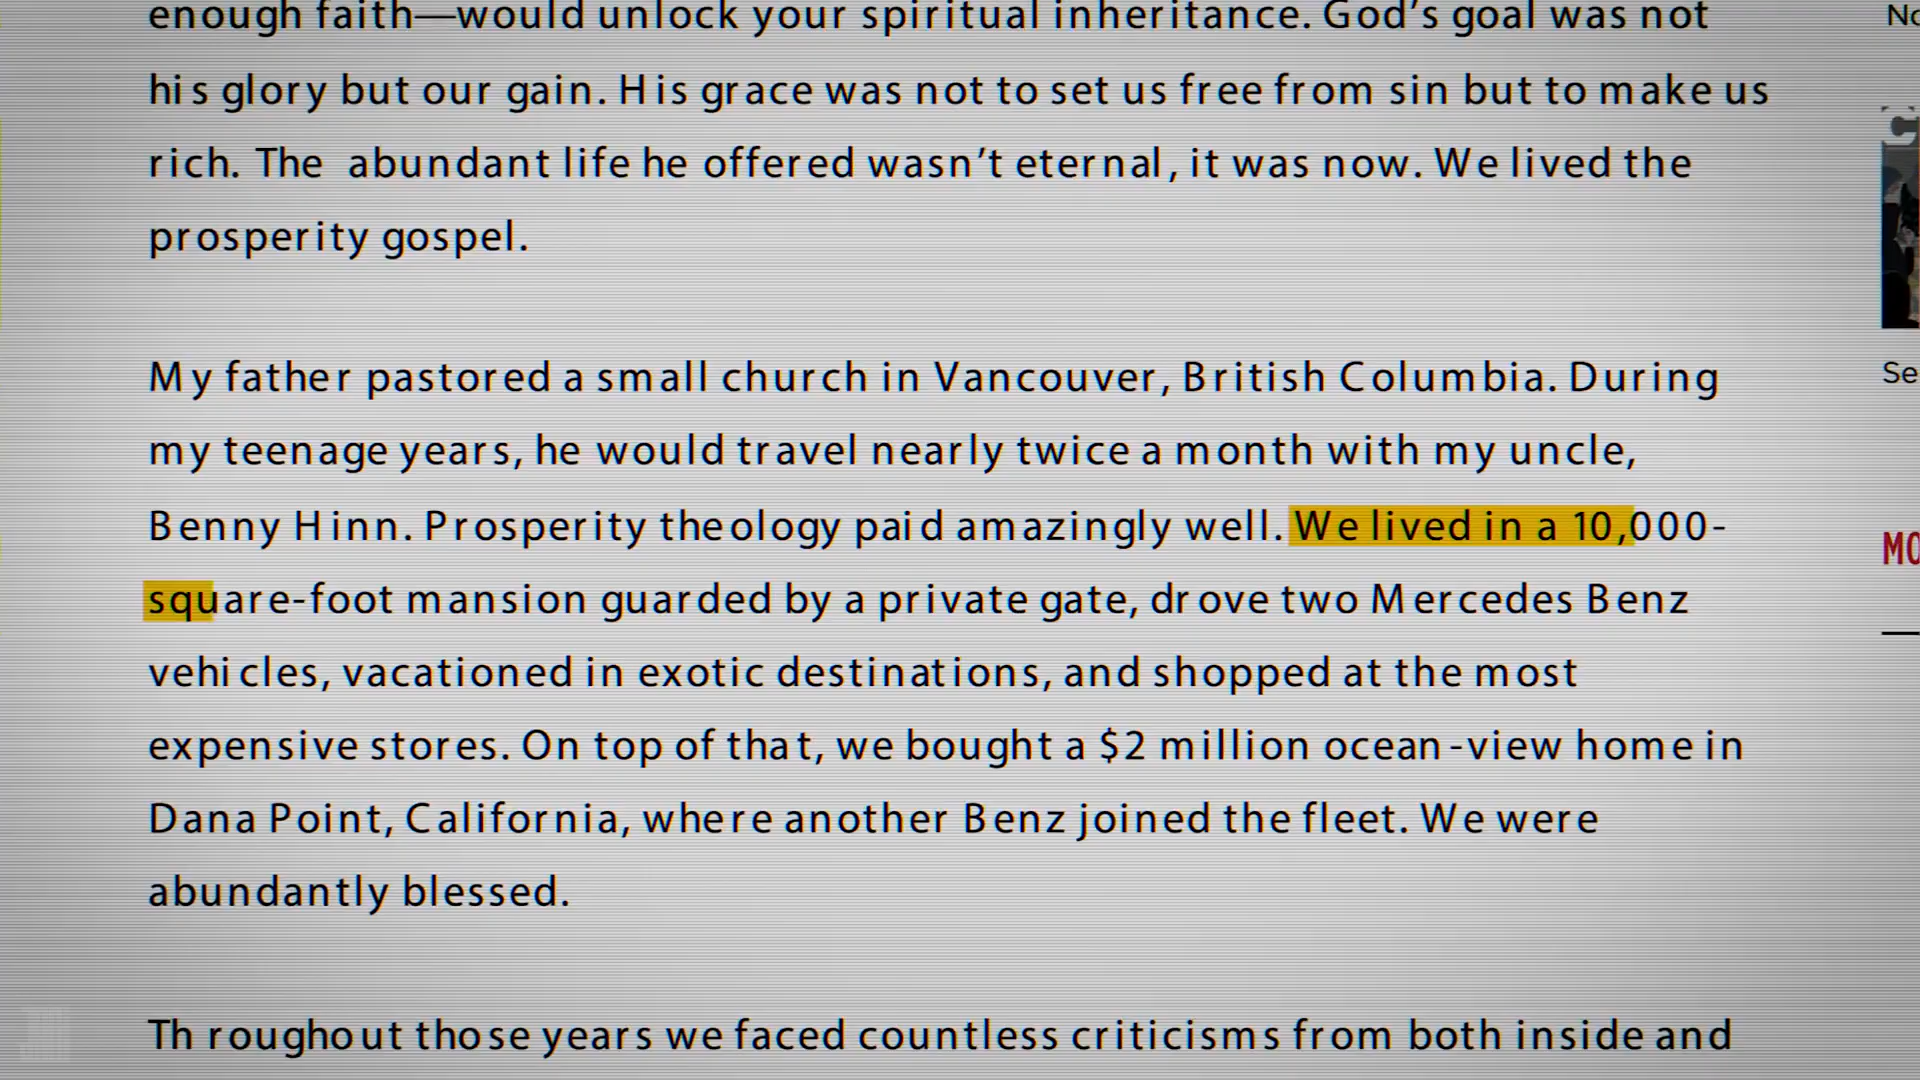 enough faith—would unlock your spiritual inheritance. God’s goal was not
his glory but our gain. His grace was not to set us free from sin but to make us
rich. The abundant life he offered wasn’t eternal, it was now. We lived the
prosperity gospel.
My father pastored a small church in Vancouver, British Columbia. During
my teenage years, he would travel nearly twice a month with my uncle,
Benny Hinn. Prosperity theology paid amazingly well. We lived in a 10,000-
square-foot mansion guarded by a private gate, drove two Mercedes Benz
vehicles, vacationed in exotic destinations, and shopped at the most
expensive stores. On top of that, we bought a $2 million ocean-view home in
Dana Point, California, where another Benz joined the fleet. We were
abundantly blessed.
Throughout those years we faced countless criticisms from both inside and
No
C
Se
MO